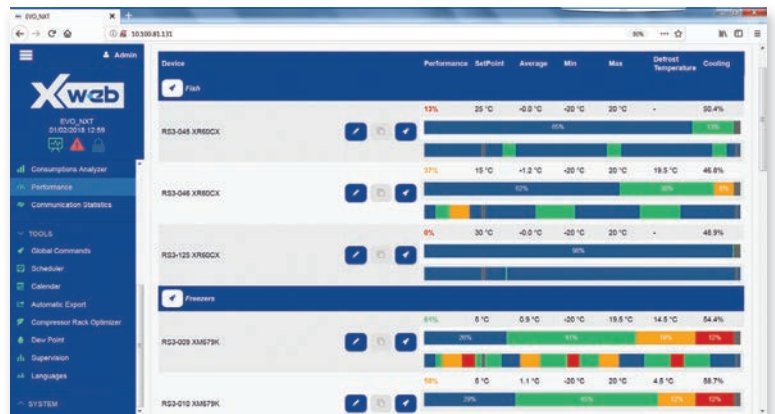 EVO_NXT
10.100.81.131
90%
Admin
Xweb
EVO_NXT
01/02/2018 12:59
Consumptions Analyzer
Performance
Communication Statistics
TOOLS
Global Commands
Scheduler
Calendar
Automatic Export
Compressor Rack Optimizer
Dew Point
Supervision
Languages
SYSTEM
Device Performance SetPoint Average Min Max Defrost Temperature Cooling
Fish
13% 25 °C -0.0 °C -20 °C 20 °C - 50.4%
RS3-045 XR60CX
85% 13%
37% 15 °C -1.2 °C -20 °C 20 °C 19.5 °C 46.8%
RS3-046 XR60CX
62%
0% 30 °C -0.0 °C -20 °C 20 °C - 48.9%
RS3-125 XR60CX
98%
Freezers
61% 5 °C 0.9 °C -20 °C 19.5 °C 14.5 °C 54.4%
RS3-009 XM679K
12%
5 °C 1.1 °C -20 °C 20 °C 4.5 °C 58.7%
RS3-010 XM679K
29% 12% 12%